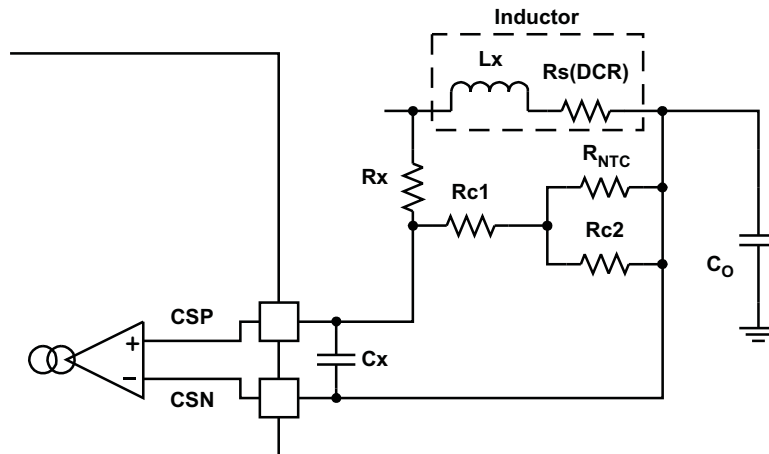 Inductor
Lx
Rs(DCR)
RNTC
Rx
Rc1
Rc2
CO
CSP
+
Cx
−
CSN